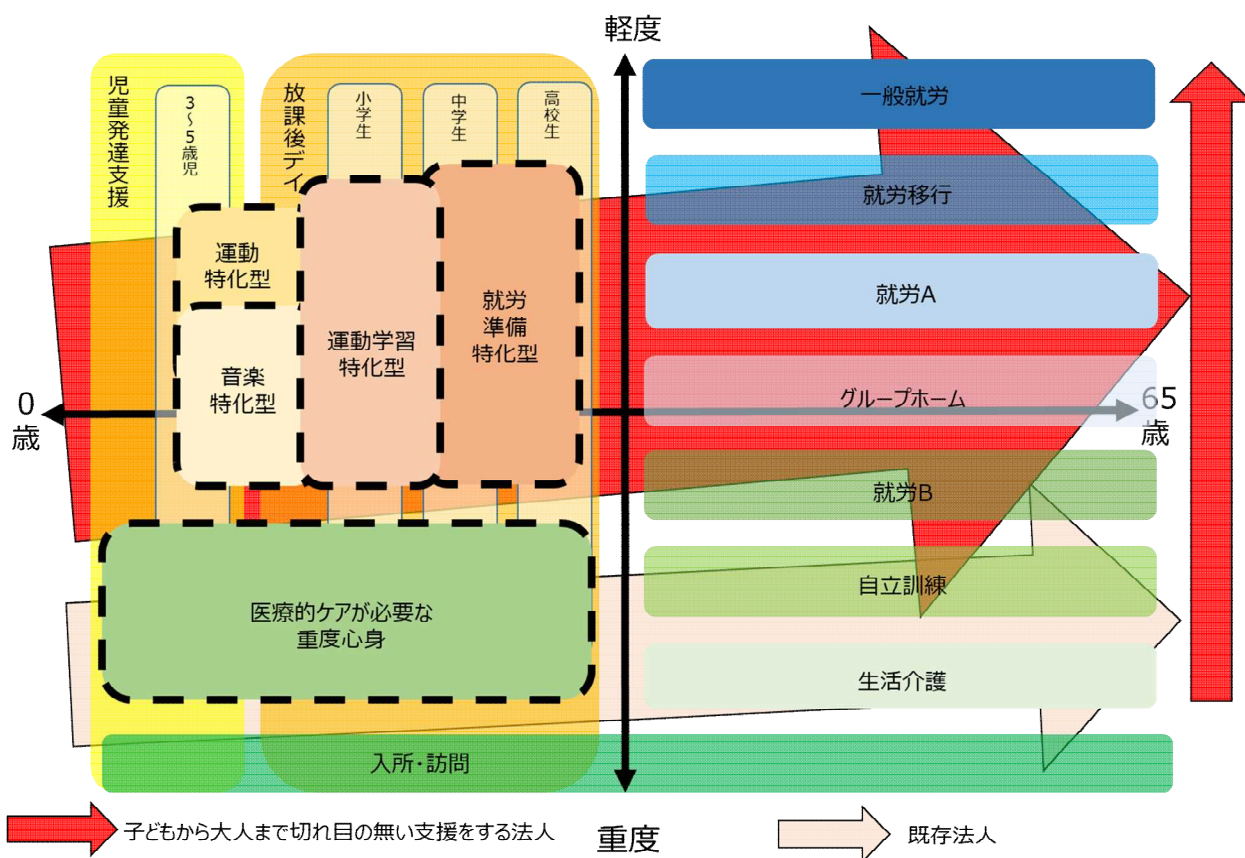 軽度
児童発達支援
3～5歳児
放課後デイ
小学生
中学生
高校生
一般就労
就労移行
就労A
グループホーム
就労B
自立訓練
生活介護
運動
特化型
音楽
特化型
運動学習
特化型
就労
準備
特化型
0
歳
65
歳
医療的ケアが必要な
重度心身
入所・訪問
子どもから大人まで切れ目の無い支援をする法人
重度
既存法人